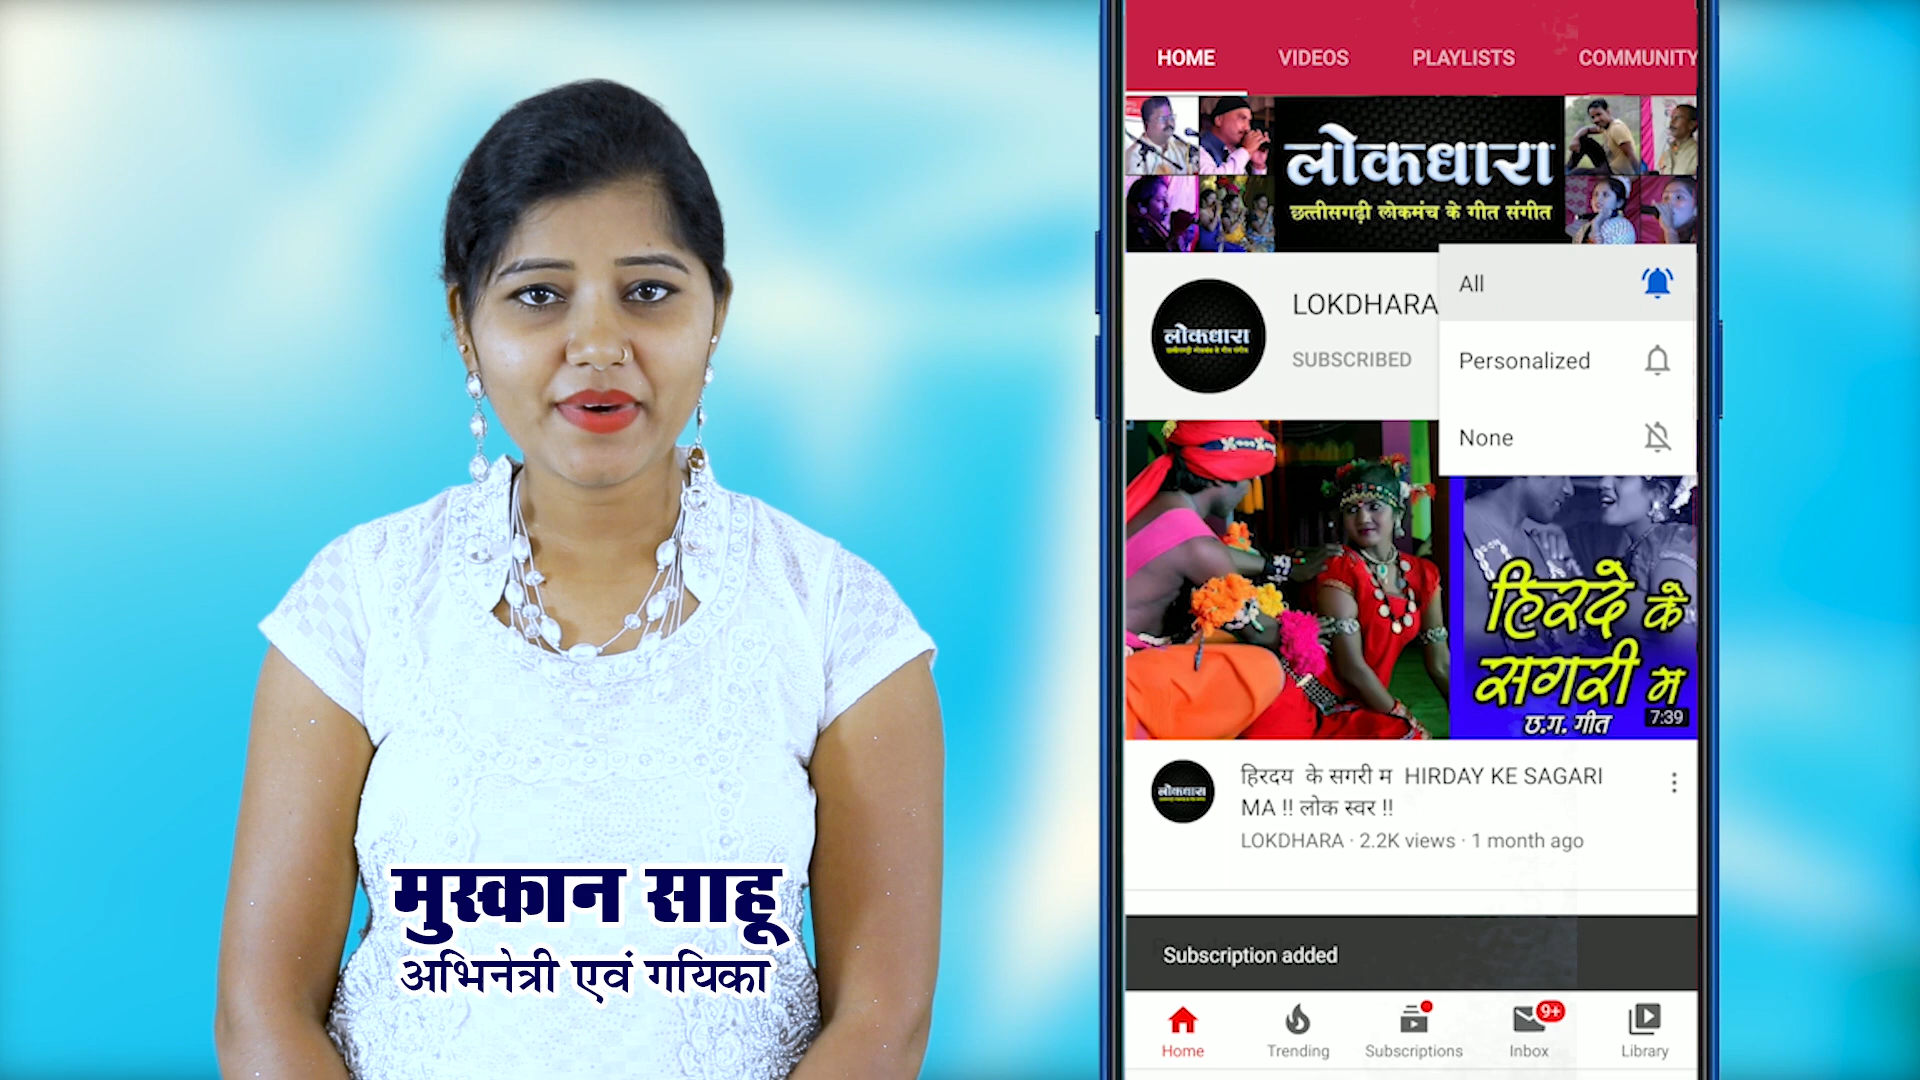 मुस्कान साहू
अभिनेत्री एवं गयिका
HOME VIDEOS PLAYLISTS COMMUNITY
लोकधारा
छत्तीसगढ़ी लोकमंच के गीत संगीत
LOKDHARA
SUBSCRIBED
लोकधारा
All
Personalized
None
हिरदे के
सगरी म
छ.ग. गीत
7:39
लोकधारा
हिरदय के सगरी म HIRDAY KE SAGARI
MA !! लोक स्वर !!
LOKDHARA · 2.2K views · 1 month ago
Subscription added
9+
Home Trending Subscriptions Inbox Library